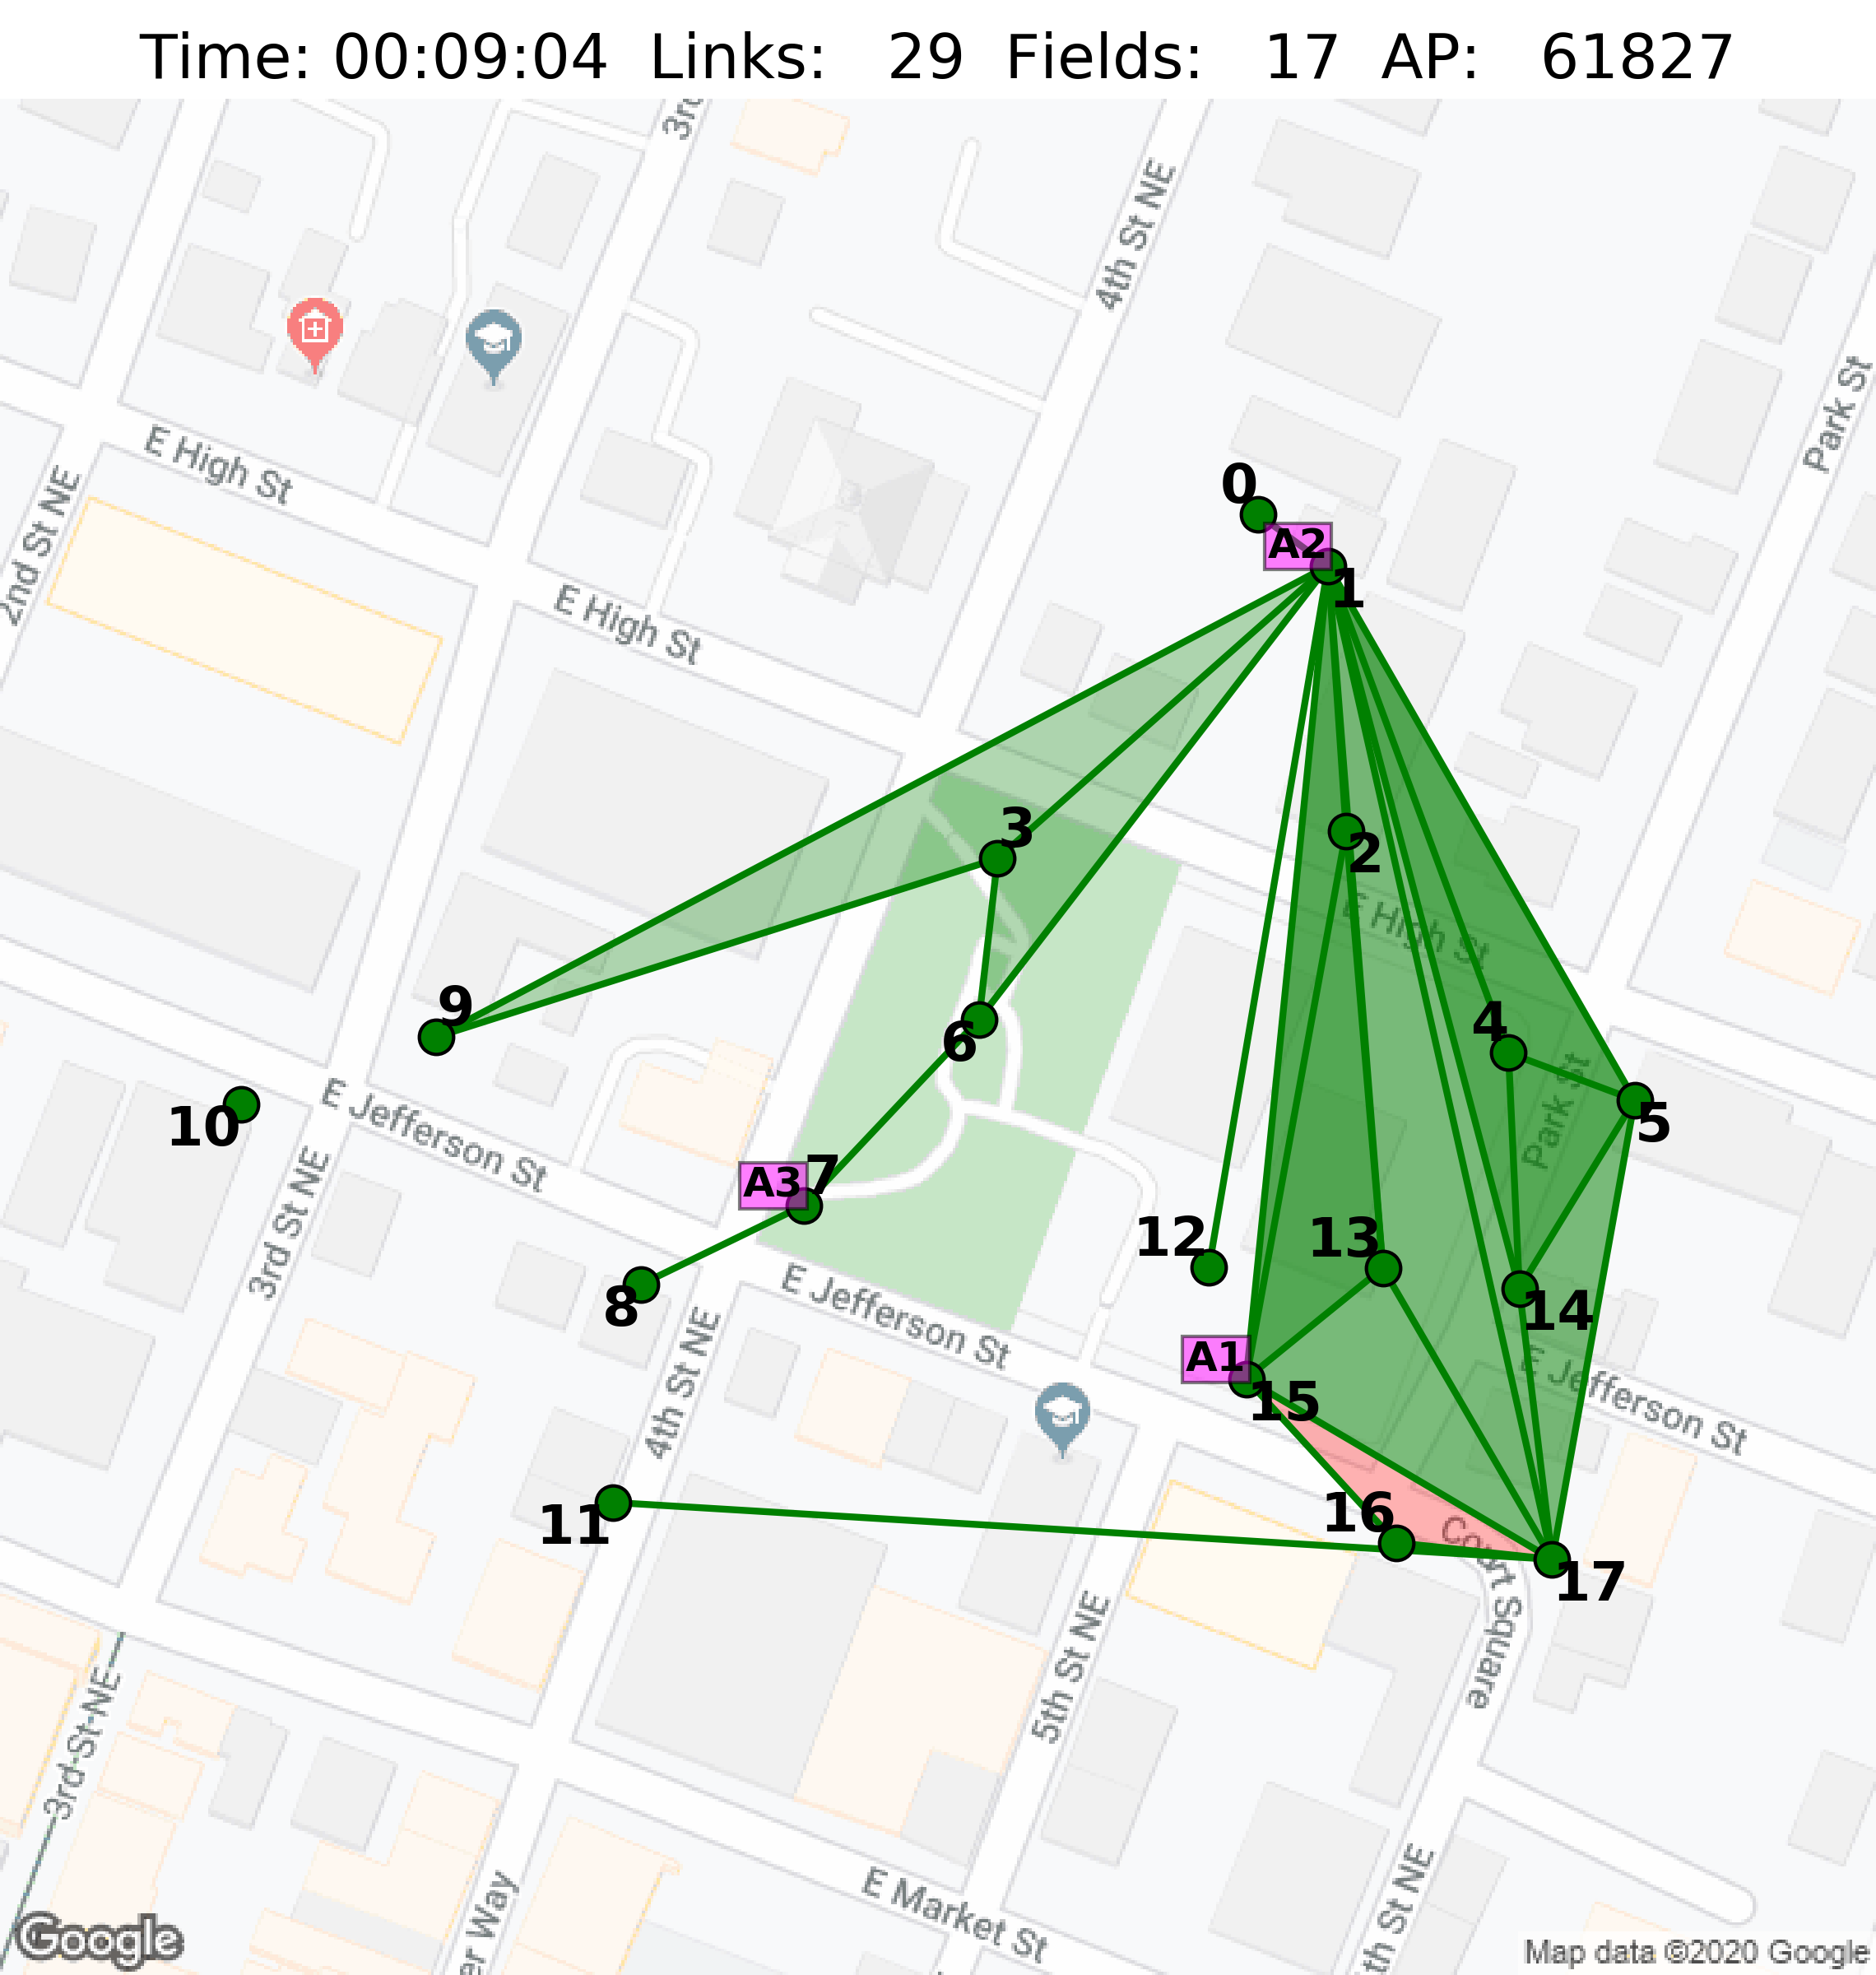 Time: 00:09:04 Links: 29 Fields: 17 AP: 61827
3rd
4th St NE
Park St
E High St
2nd St NE
0
A2
1
E High St
3
2
E High St
9
6
4
5
10
E Jefferson St
Park St
A3
7
3rd St NE
12
13
8
14
E Jefferson St
A1
15
E Jefferson St
4th St NE
11
16
Court Square
17
5th St NE
3rd St NE
E Market St
er Way
th St NE
Google
Map data ©2020 Google